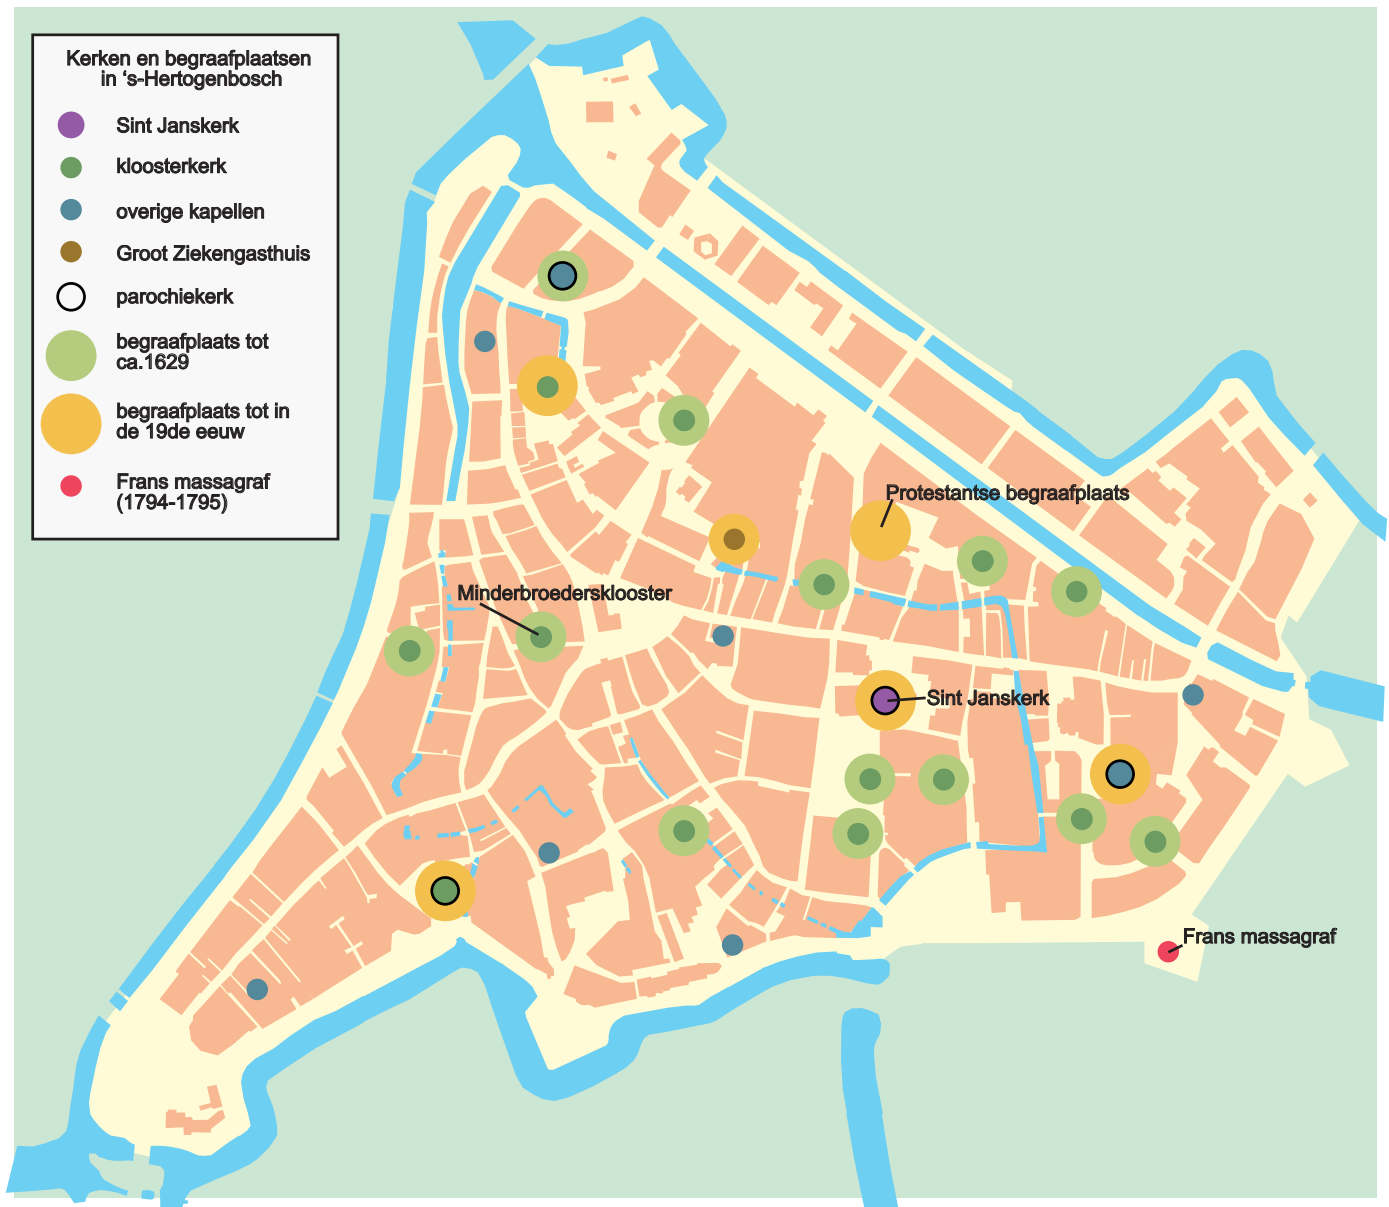 Kerken en begraafplaatsen
in ‘s-Hertogenbosch
Sint Janskerk
kloosterkerk
overige kapellen
Groot Ziekengasthuis
parochiekerk
begraafplaats tot
ca.1629
begraafplaats tot in
de 19de eeuw
Frans massagraf
(1794-1795)
Protestantse begraafplaats
Minderbroedersklooster
Sint Janskerk
Frans massagraf